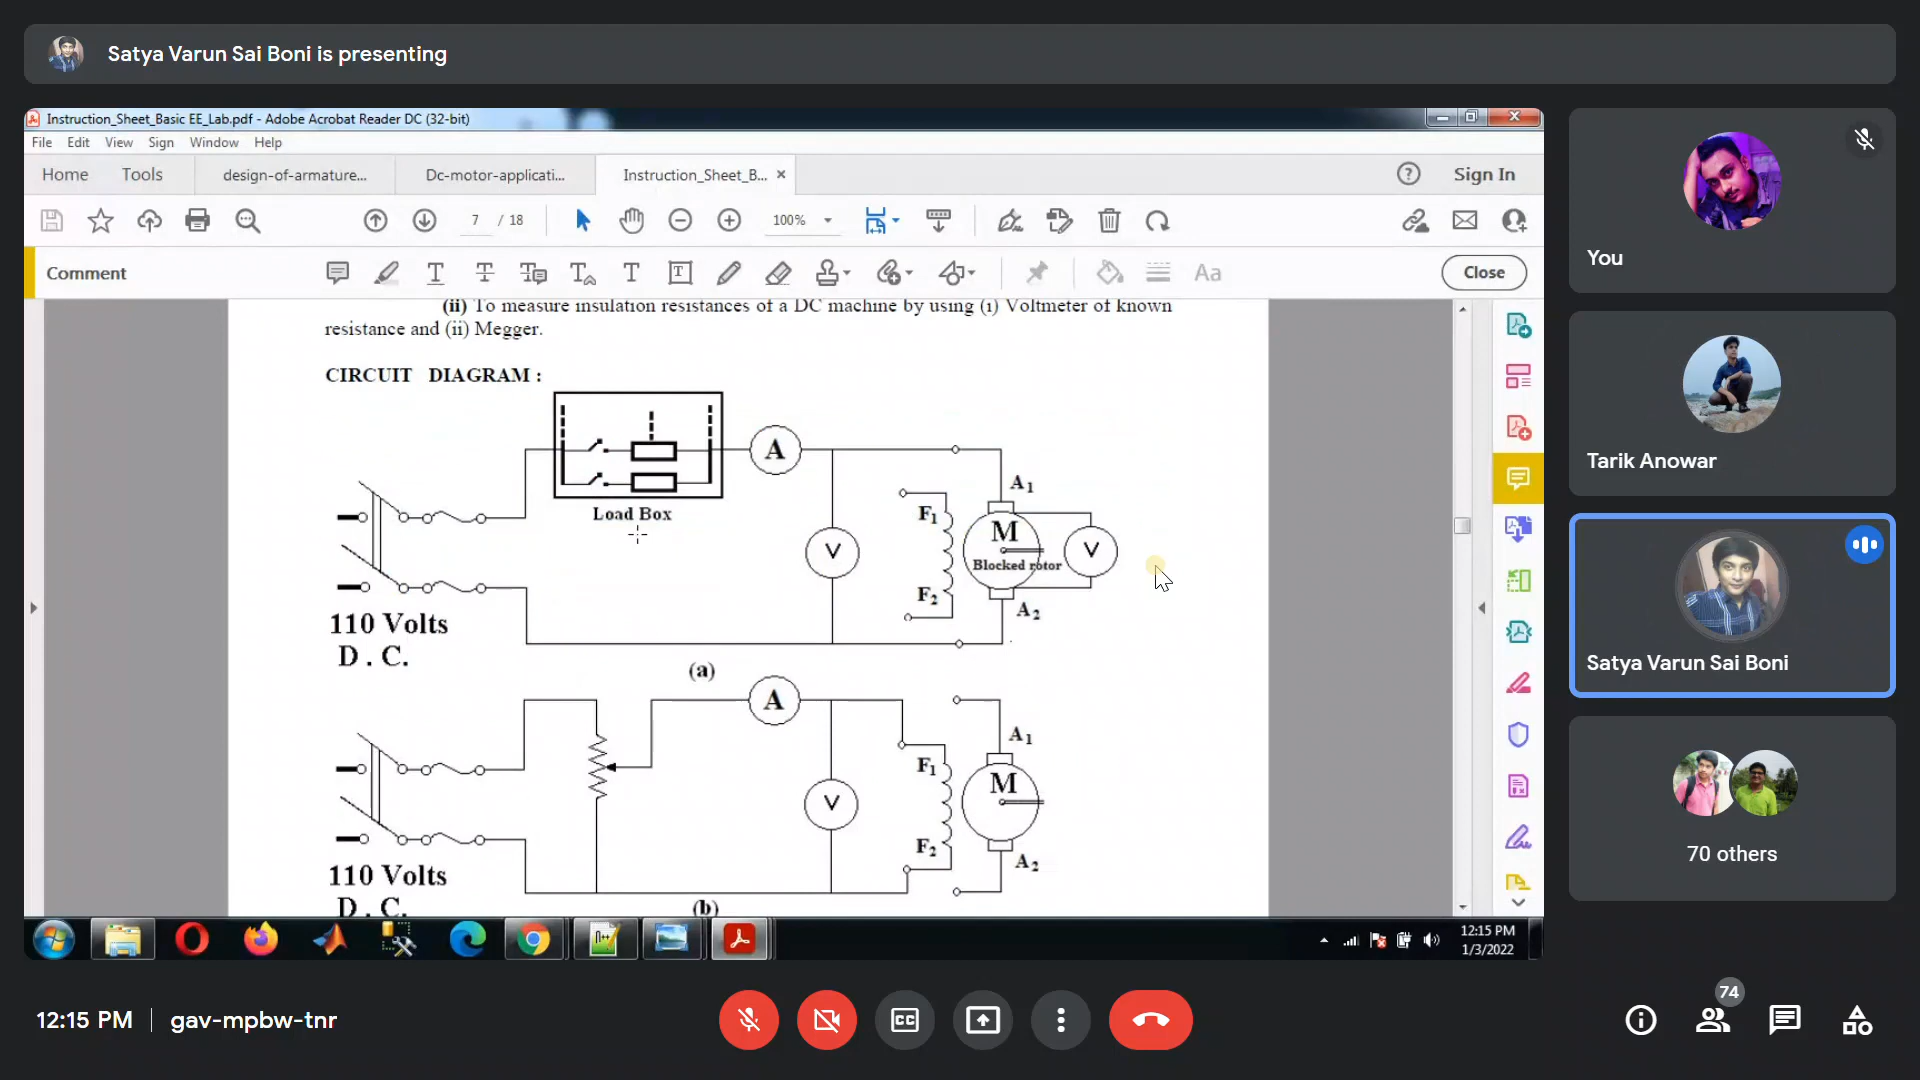 Satya Varun Sai Boni is presenting
Instruction_Sheet_Basic EE_Lab.pdf - Adobe Acrobat Reader DC (32-bit)
File Edit View Sign Window Help
Home Tools design-of-armature... Dc-motor-applicati... Instruction_Sheet_B... × Sign In
7 / 18 100%
Comment Aa Close
(ii) To measure insulation resistances of a DC machine by using (i) Voltmeter of known
resistance and (ii) Megger.
CIRCUIT DIAGRAM :
Load Box
A
V
F1
F2
A1
M
Blocked rotor
A2
V
110 Volts
D . C.
(a)
A
V
F1
F2
A1
M
A2
110 Volts
D . C.
(b)
12:15 PM
1/3/2022
You
Tarik Anowar
Satya Varun Sai Boni
70 others
12:15 PM | gav-mpbw-tnr
CC
74